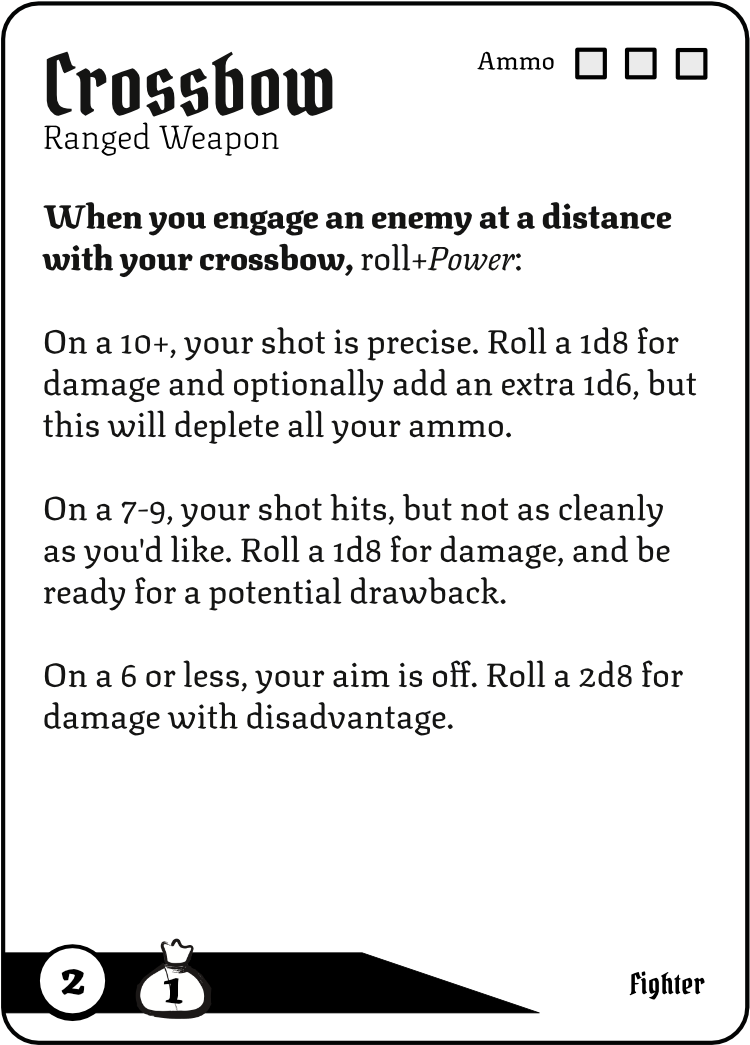 Crossbow
Ammo
Ranged Weapon
When you engage an enemy at a distance
with your crossbow, roll+Power:
On a 10+, your shot is precise. Roll a 1d8 for
damage and optionally add an extra 1d6, but
this will deplete all your ammo.
On a 7-9, your shot hits, but not as cleanly
as you'd like. Roll a 1d8 for damage, and be
ready for a potential drawback.
On a 6 or less, your aim is off. Roll a 2d8 for
damage with disadvantage.
2
1
Fighter